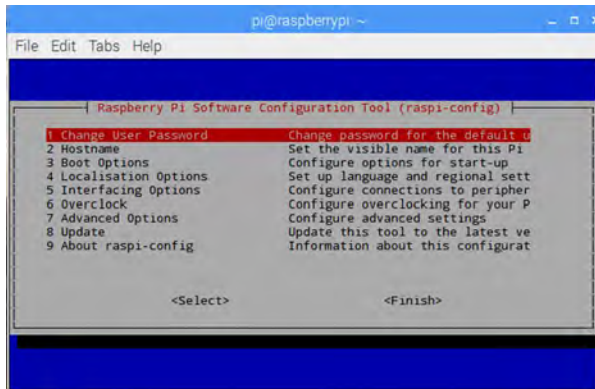 pi@raspberrypi: ~
File Edit Tabs Help
Raspberry Pi Software Configuration Tool (raspi-config)
1 Change User Password Change password for the default u
2 Hostname Set the visible name for this Pi
3 Boot Options Configure options for start-up
4 Localisation Options Set up language and regional sett
5 Interfacing Options Configure connections to peripher
6 Overclock Configure overclocking for your P
7 Advanced Options Configure advanced settings
8 Update Update this tool to the latest ve
9 About raspi-config Information about this configurat
<Select> <Finish>